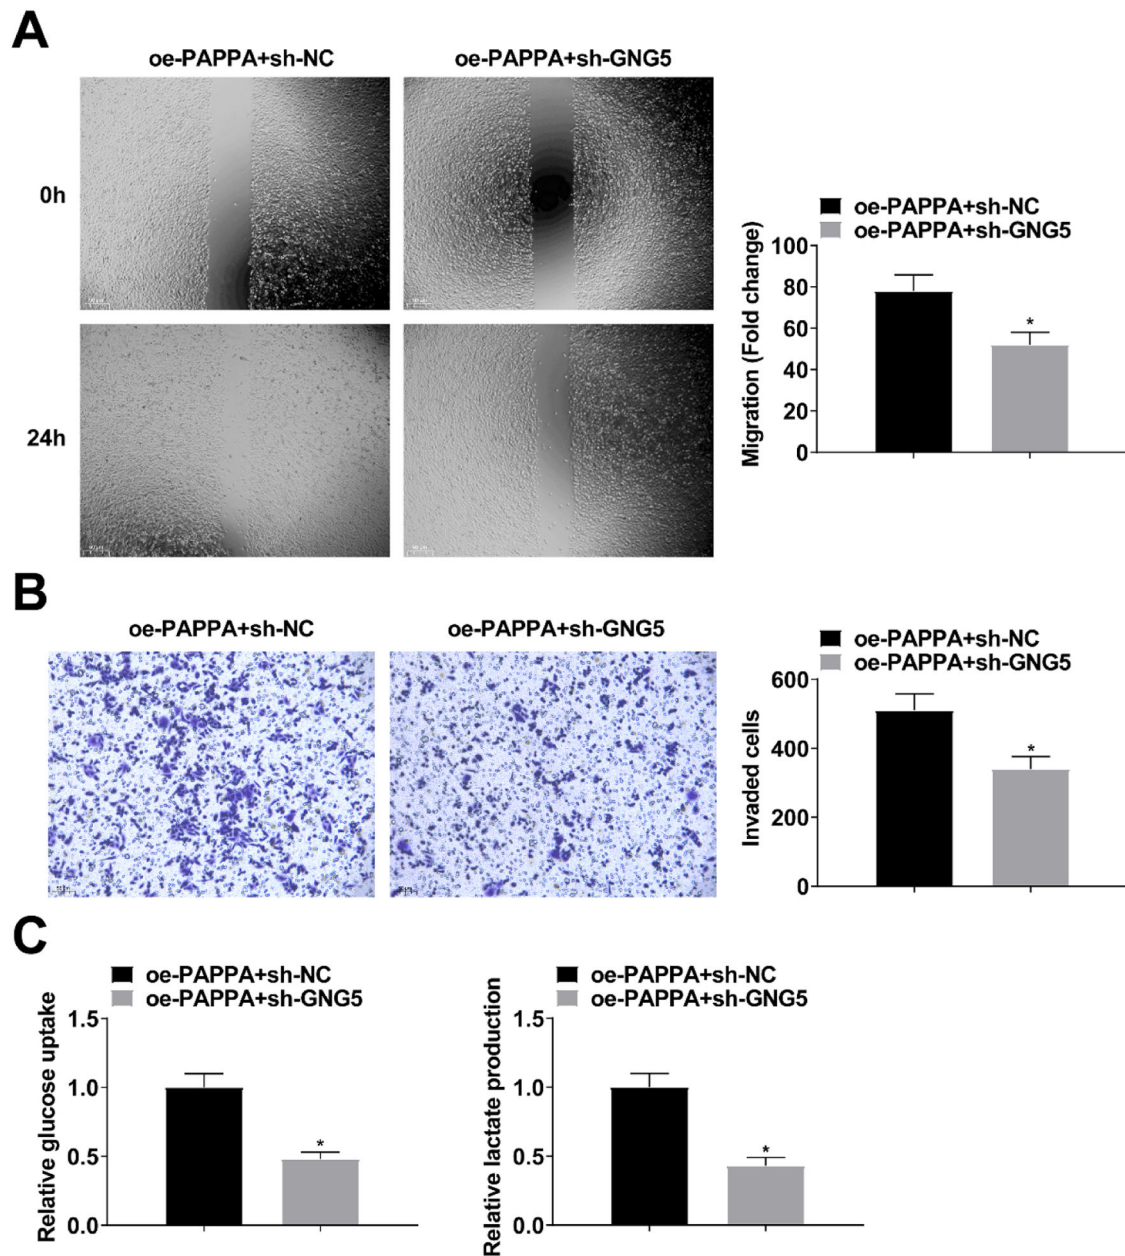 A
oe-PAPPA+sh-NC
oe-PAPPA+sh-GNG5
0h
24h
oe-PAPPA+sh-NC
oe-PAPPA+sh-GNG5
Migration (Fold change)
100
80
60
40
20
0
*
B
oe-PAPPA+sh-NC
oe-PAPPA+sh-GNG5
oe-PAPPA+sh-NC
oe-PAPPA+sh-GNG5
Invaded cells
600
400
200
0
*
C
oe-PAPPA+sh-NC
oe-PAPPA+sh-GNG5
Relative glucose uptake
1.5
1.0
0.5
0.0
*
oe-PAPPA+sh-NC
oe-PAPPA+sh-GNG5
Relative lactate production
1.5
1.0
0.5
0.0
*